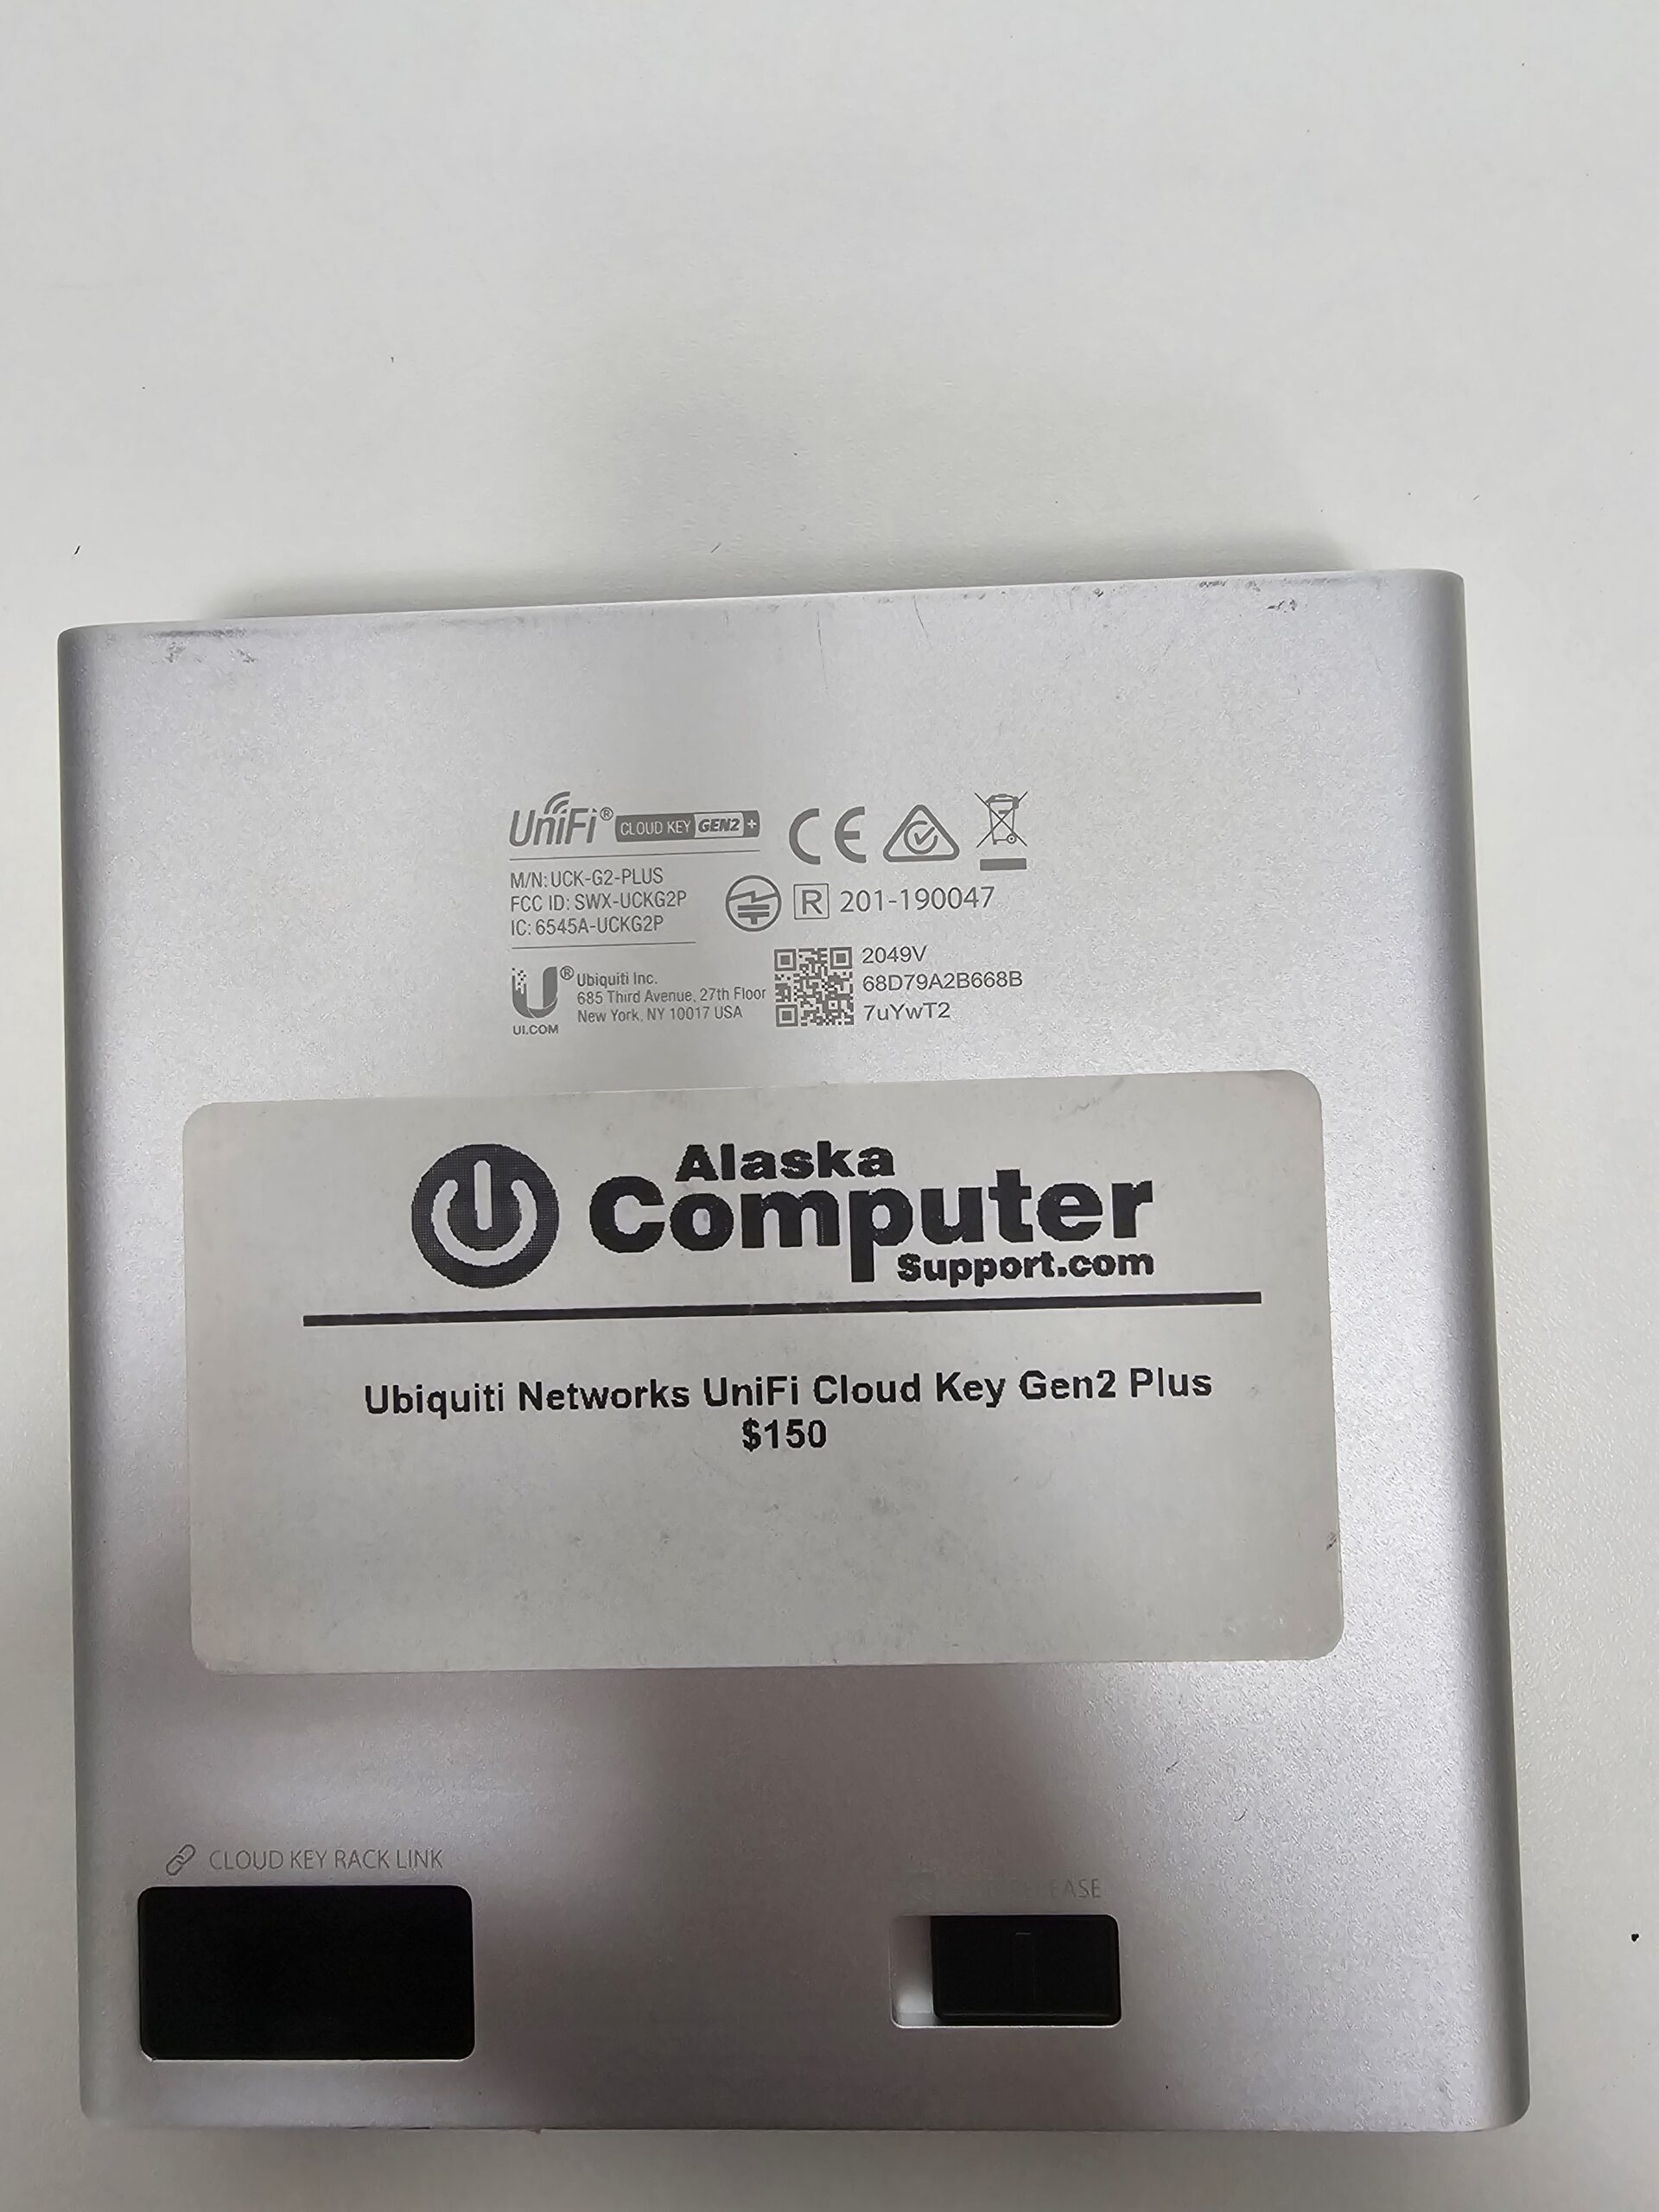 UniFi® CLOUD KEY GEN2 +
M/N: UCK-G2-PLUS
FCC ID: SWX-UCKG2P
IC: 6545A-UCKG2P
CE
R 201-190047
U® Ubiquiti Inc.
685 Third Avenue, 27th Floor
New York, NY 10017 USA
UI.COM
2049V
68D79A2B668B
7uYwT2
Alaska
Computer
Support.com
Ubiquiti Networks UniFi Cloud Key Gen2 Plus
$150
CLOUD KEY RACK LINK